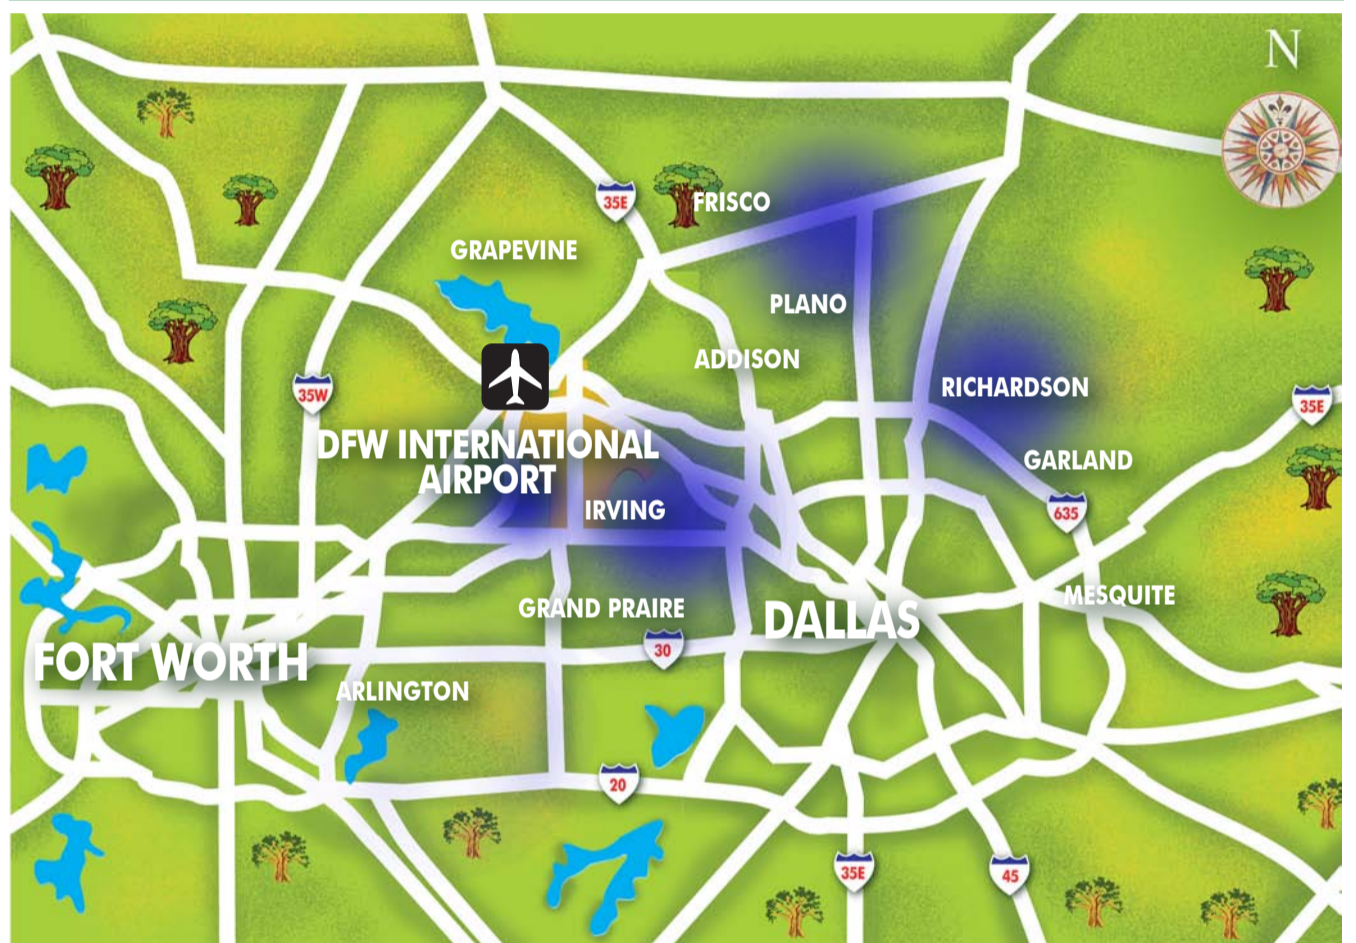 N
35E
FRISCO
GRAPEVINE
PLANO
ADDISON
35W
RICHARDSON
35E
DFW INTERNATIONAL
AIRPORT
GARLAND
IRVING
635
MESQUITE
GRAND PRAIRE
DALLAS
30
FORT WORTH
ARLINGTON
20
35E
45